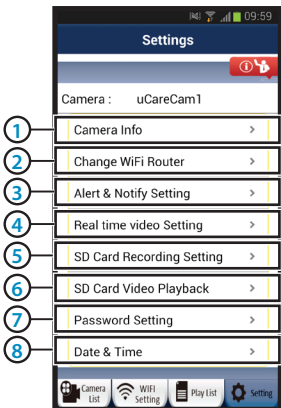 09:59
Settings
Camera : uCareCam1
1 Camera Info >
2 Change WiFi Router >
3 Alert & Notify Setting >
4 Real time video Setting >
5 SD Card Recording Setting >
6 SD Card Video Playback >
7 Password Setting >
8 Date & Time >
Camera List
WIFI Setting
Play List
Setting